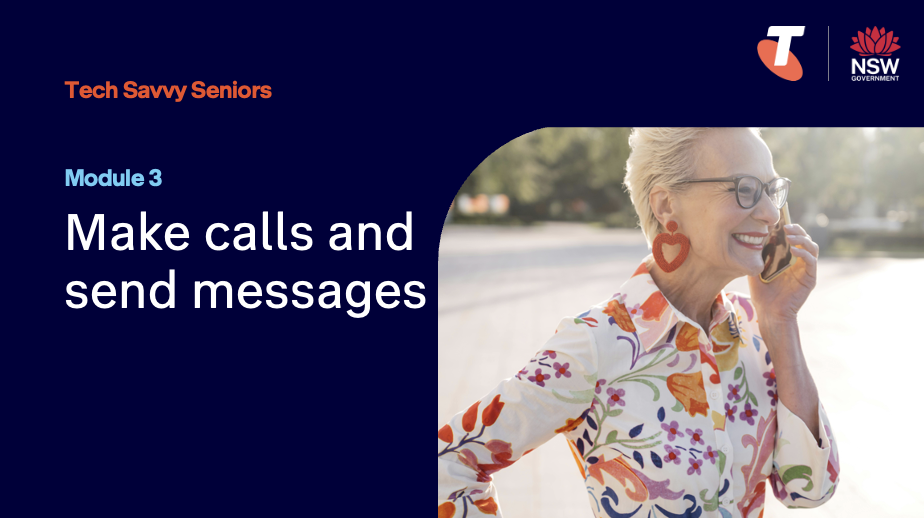 Tech Savvy Seniors
T
NSW
GOVERNMENT
Module 3
Make calls and
send messages